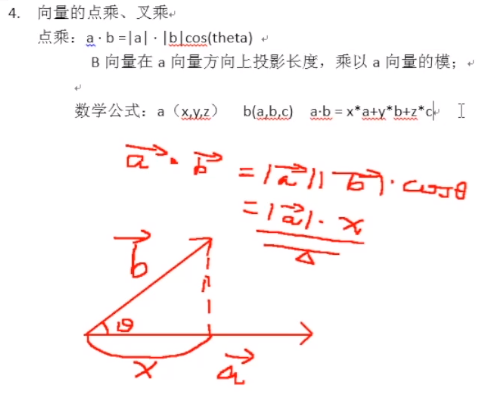 4. 向量的点乘、叉乘
点乘：a · b =|a| · |b|cos(theta)
B 向量在 a 向量方向上投影长度，乘以 a 向量的模；
数学公式：a（x,y,z） b(a,b,c) a·b = x*a+y*b+z*c
a · b = |a||b| · cosθ
= |a| · x
b
θ
x
a